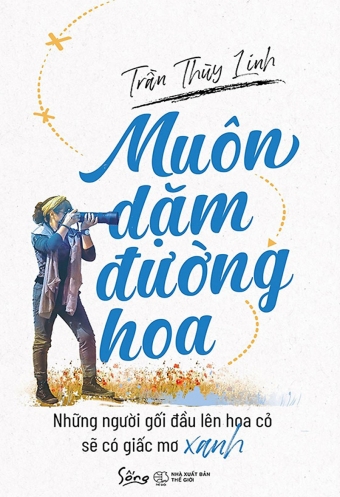 Trần Thùy Linh
Muôn
dặm
đường
hoa
Những người gối đầu lên hoa cỏ
sẽ có giấc mơ xanh
Sống
NHÀ XUẤT BẢN
THẾ GIỚI